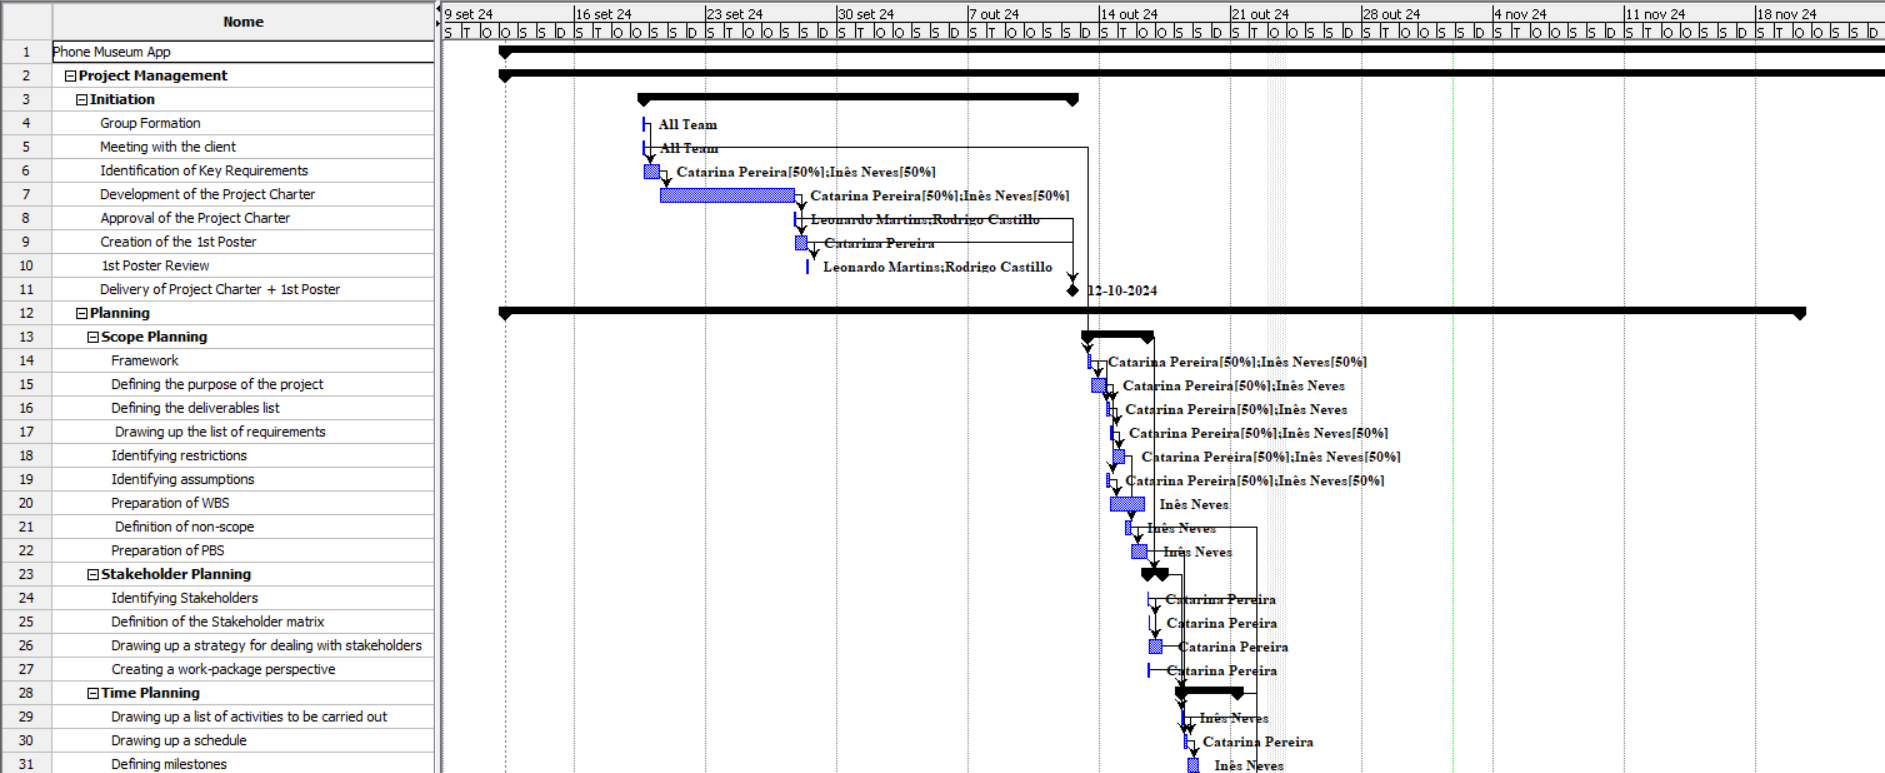 Nome
9 set 24 16 set 24 23 set 24 30 set 24 7 out 24 14 out 24 21 out 24 28 out 24 4 nov 24 11 nov 24 18 nov 24
S T O O S S D S T O O S S D S T O O S S D S T O O S S D S T O O S S D S T O O S S D S T O O S S D S T O O S S D S T O O S S D S T O O S S D S T O O S S D
1 Phone Museum App
2 Project Management
3 Initiation
4 Group Formation All Team
5 Meeting with the client All Team
6 Identification of Key Requirements Catarina Pereira[50%];Inês Neves[50%]
7 Development of the Project Charter Catarina Pereira[50%];Inês Neves[50%]
8 Approval of the Project Charter Leonardo Martins;Rodrigo Castillo
9 Creation of the 1st Poster Catarina Pereira
10 1st Poster Review Leonardo Martins;Rodrigo Castillo
11 Delivery of Project Charter + 1st Poster 12-10-2024
12 Planning
13 Scope Planning
14 Framework Catarina Pereira[50%];Inês Neves[50%]
15 Defining the purpose of the project Catarina Pereira[50%];Inês Neves
16 Defining the deliverables list Catarina Pereira[50%];Inês Neves
17 Drawing up the list of requirements Catarina Pereira[50%];Inês Neves[50%]
18 Identifying restrictions Catarina Pereira[50%];Inês Neves[50%]
19 Identifying assumptions Catarina Pereira[50%];Inês Neves[50%]
20 Preparation of WBS Inês Neves
21 Definition of non-scope Inês Neves
22 Preparation of PBS Inês Neves
23 Stakeholder Planning
24 Identifying Stakeholders Catarina Pereira
25 Definition of the Stakeholder matrix Catarina Pereira
26 Drawing up a strategy for dealing with stakeholders Catarina Pereira
27 Creating a work-package perspective Catarina Pereira
28 Time Planning
29 Drawing up a list of activities to be carried out Inês Neves
30 Drawing up a schedule Catarina Pereira
31 Defining milestones Inês Neves